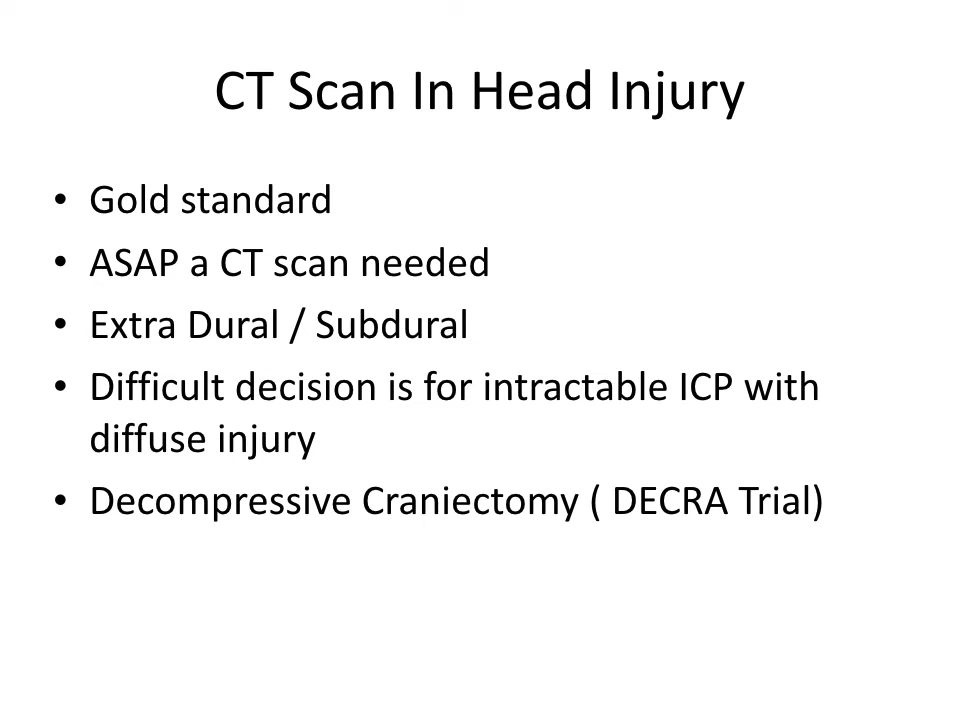 CT Scan In Head Injury
• Gold standard
• ASAP a CT scan needed
• Extra Dural / Subdural
• Difficult decision is for intractable ICP with
diffuse injury
• Decompressive Craniectomy ( DECRA Trial)